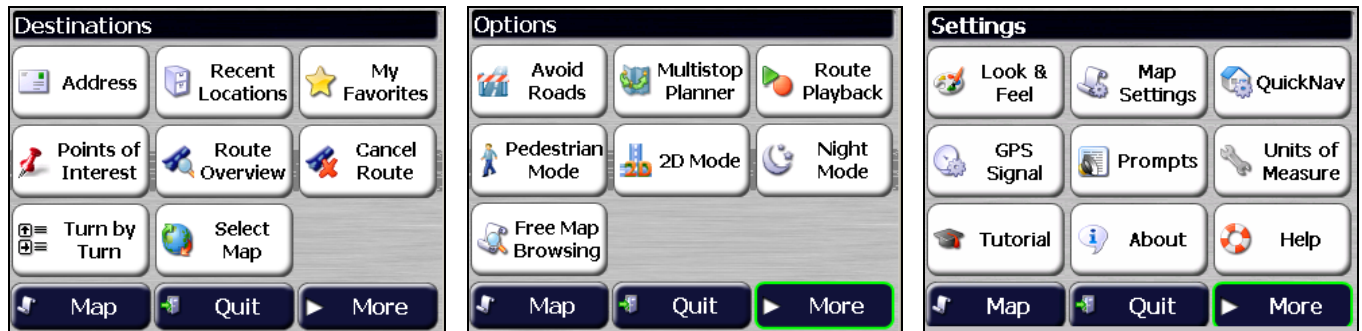 Destinations
Address
Recent
Locations
My
Favorites
Points of
Interest
Route
Overview
Cancel
Route
Turn by
Turn
Select
Map
Map
Quit
More
Options
Avoid
Roads
Multistop
Planner
Route
Playback
Pedestrian
Mode
2D
2D Mode
Night
Mode
Free Map
Browsing
Map
Quit
More
Settings
Look &
Feel
Map
Settings
QuickNav
GPS
Signal
Prompts
Units of
Measure
Tutorial
About
Help
Map
Quit
More